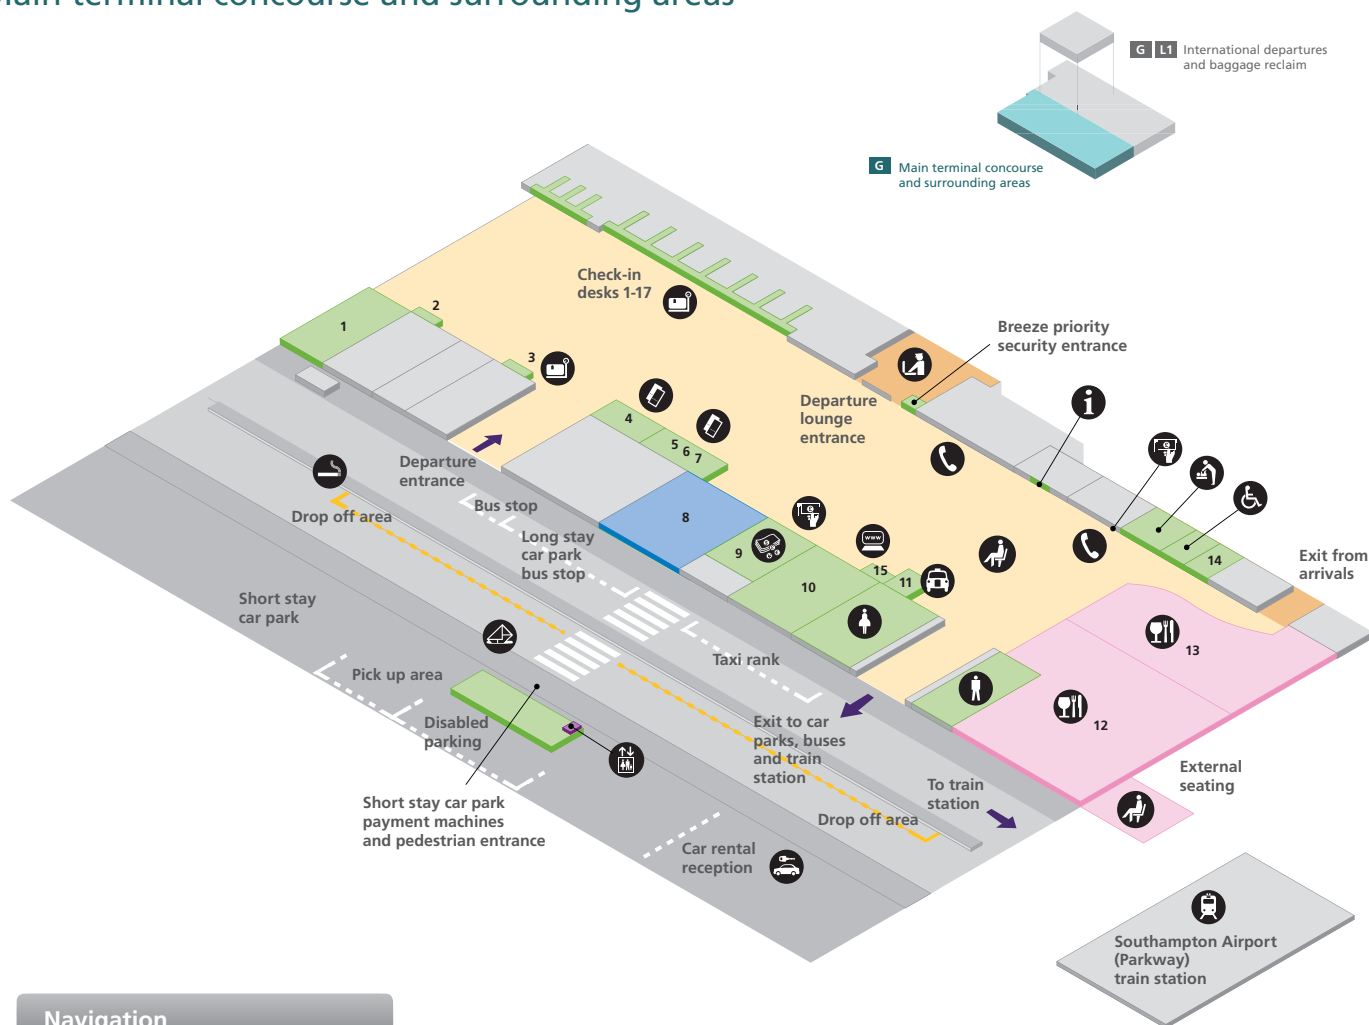 Main terminal concourse and surrounding areas
G L1 International departures
and baggage reclaim
G Main terminal concourse
and surrounding areas
Check-in
desks 1-17
Breeze priority
security entrance
1
2
3
Departure
lounge
entrance
i
4
5
6
7
Departure
entrance
Bus stop
Drop off area
Long stay
car park
bus stop
8
9
10
www
15
11
14
Exit from
arrivals
Short stay
car park
Pick up area
Disabled
parking
Taxi rank
13
12
Exit to car
parks, buses
and train
station
To train
station
External
seating
Drop off area
Short stay car park
payment machines
and pedestrian entrance
Car rental
reception
Southampton Airport
(Parkway)
train station
Navigation